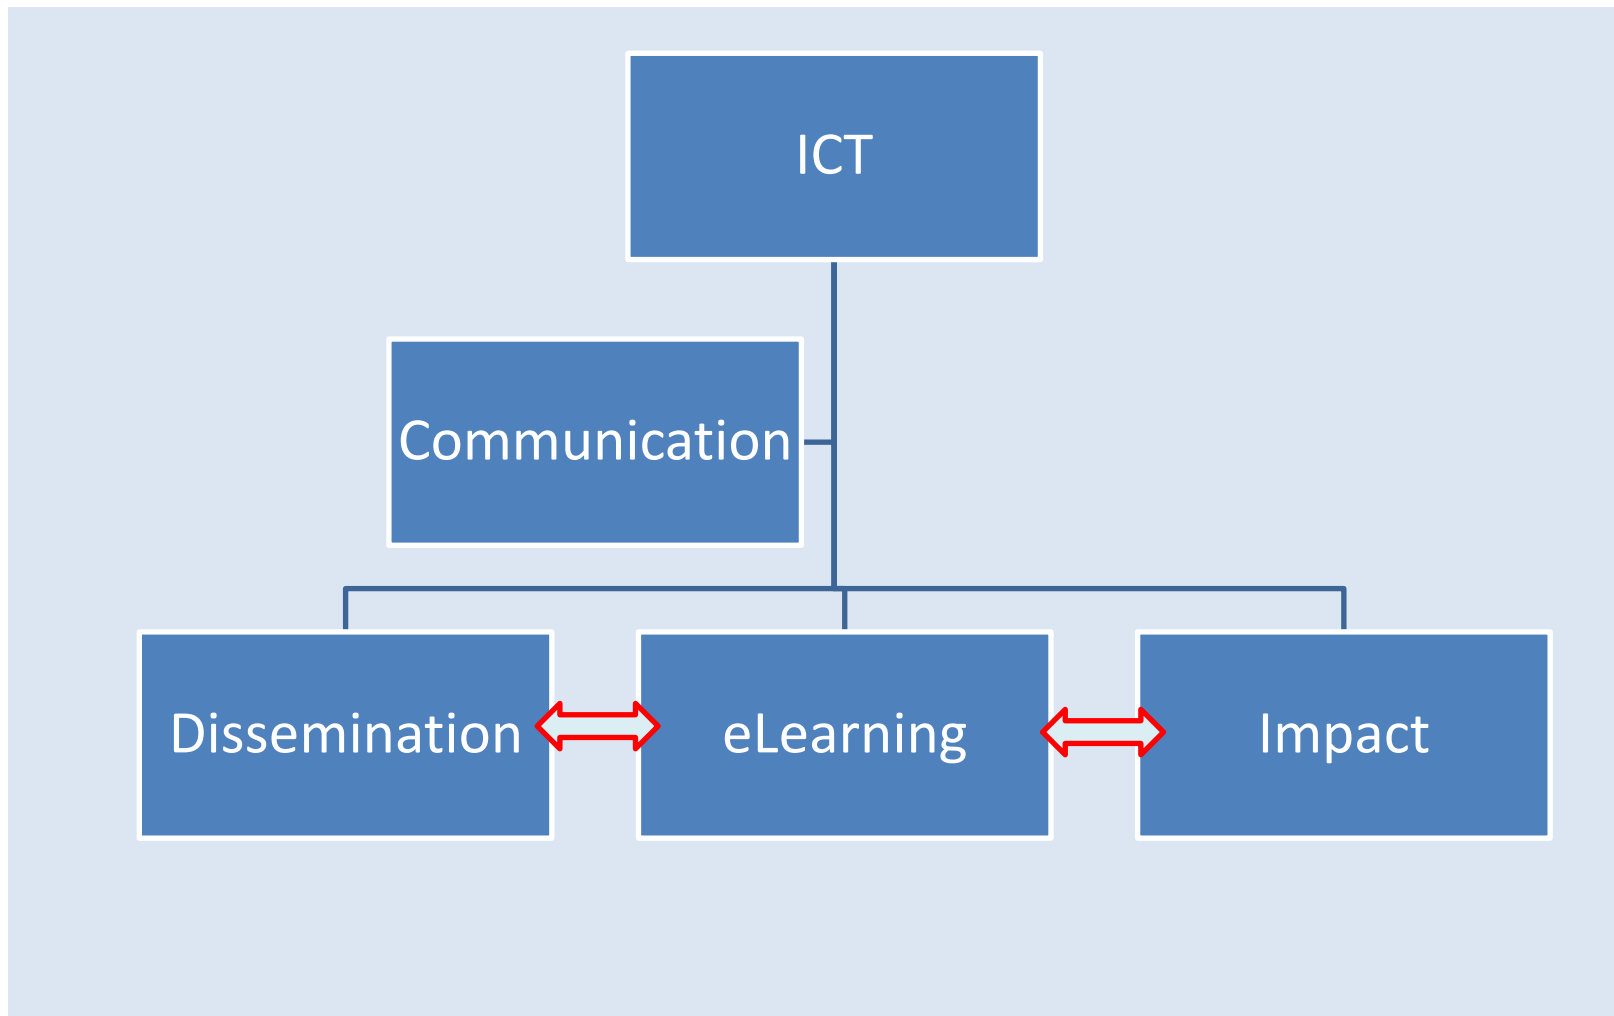 ICT
Communication
Dissemination
eLearning
Impact